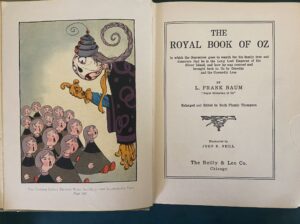 THE
ROYAL BOOK OF OZ
In which the Scarecrow goes to search for his family tree and
discovers that he is the Long Lost Emperor of the
Silver Island, and how he was rescued and
brought back to Oz by Dorothy
and the Cowardly Lion
BY
L. FRANK BAUM
"Royal Historian of Oz"
Enlarged and Edited by Ruth Plumly Thompson
Illustrated by
JOHN R. NEILL
The Reilly & Lee Co.
Chicago